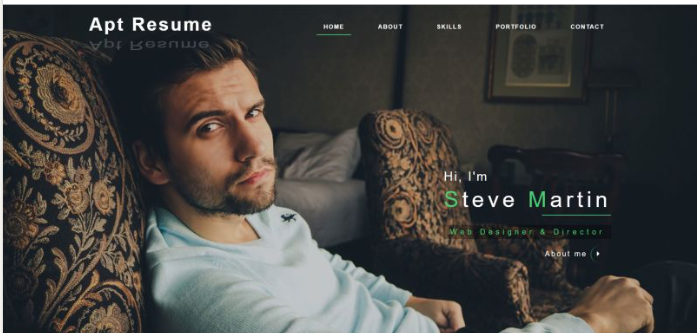 Apt Resume
HOME ABOUT SKILLS PORTFOLIO CONTACT
Hi, I'm
Steve Martin
Web Designer & Director
About me